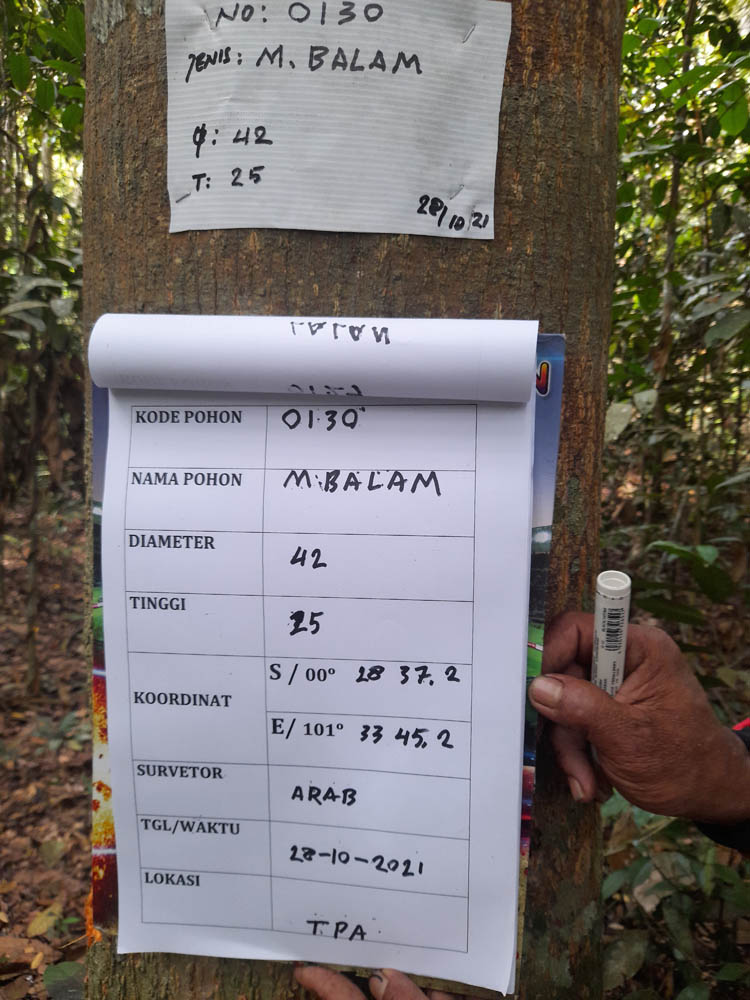 NO: 0130
JENIS: M. BALAM
φ: 42
T: 25
28/10/21
KODE POHON 0130
NAMA POHON M.BALAM
DIAMETER 42
TINGGI 25
KOORDINAT
S / 00° 28 37.2
E/ 101° 33 45.2
SURVETOR ARAB
TGL/WAKTU 28-10-2021
LOKASI TPA